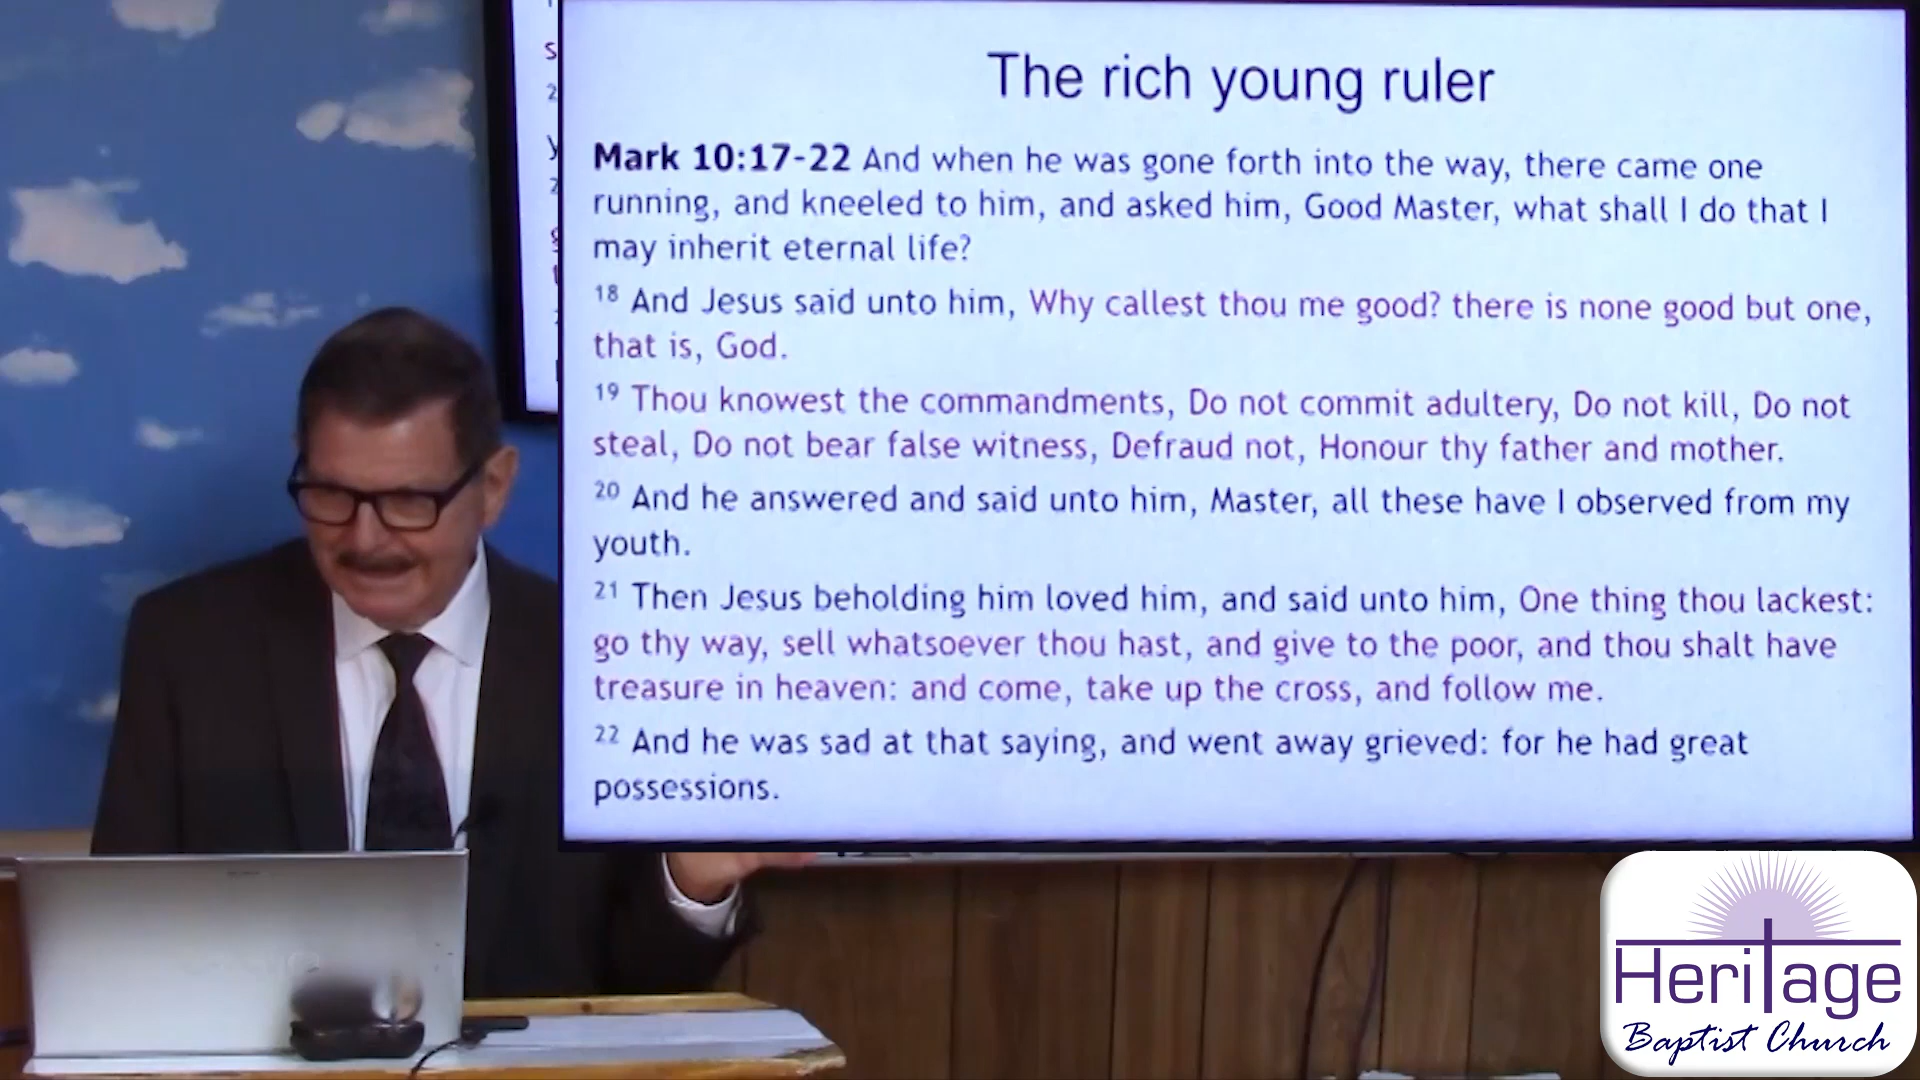 The rich young ruler
Mark 10:17-22 And when he was gone forth into the way, there came one
running, and kneeled to him, and asked him, Good Master, what shall I do that I
may inherit eternal life?
18 And Jesus said unto him, Why callest thou me good? there is none good but one,
that is, God.
19 Thou knowest the commandments, Do not commit adultery, Do not kill, Do not
steal, Do not bear false witness, Defraud not, Honour thy father and mother.
20 And he answered and said unto him, Master, all these have I observed from my
youth.
21 Then Jesus beholding him loved him, and said unto him, One thing thou lackest:
go thy way, sell whatsoever thou hast, and give to the poor, and thou shalt have
treasure in heaven: and come, take up the cross, and follow me.
22 And he was sad at that saying, and went away grieved: for he had great
possessions.
Heritage
Baptist Church